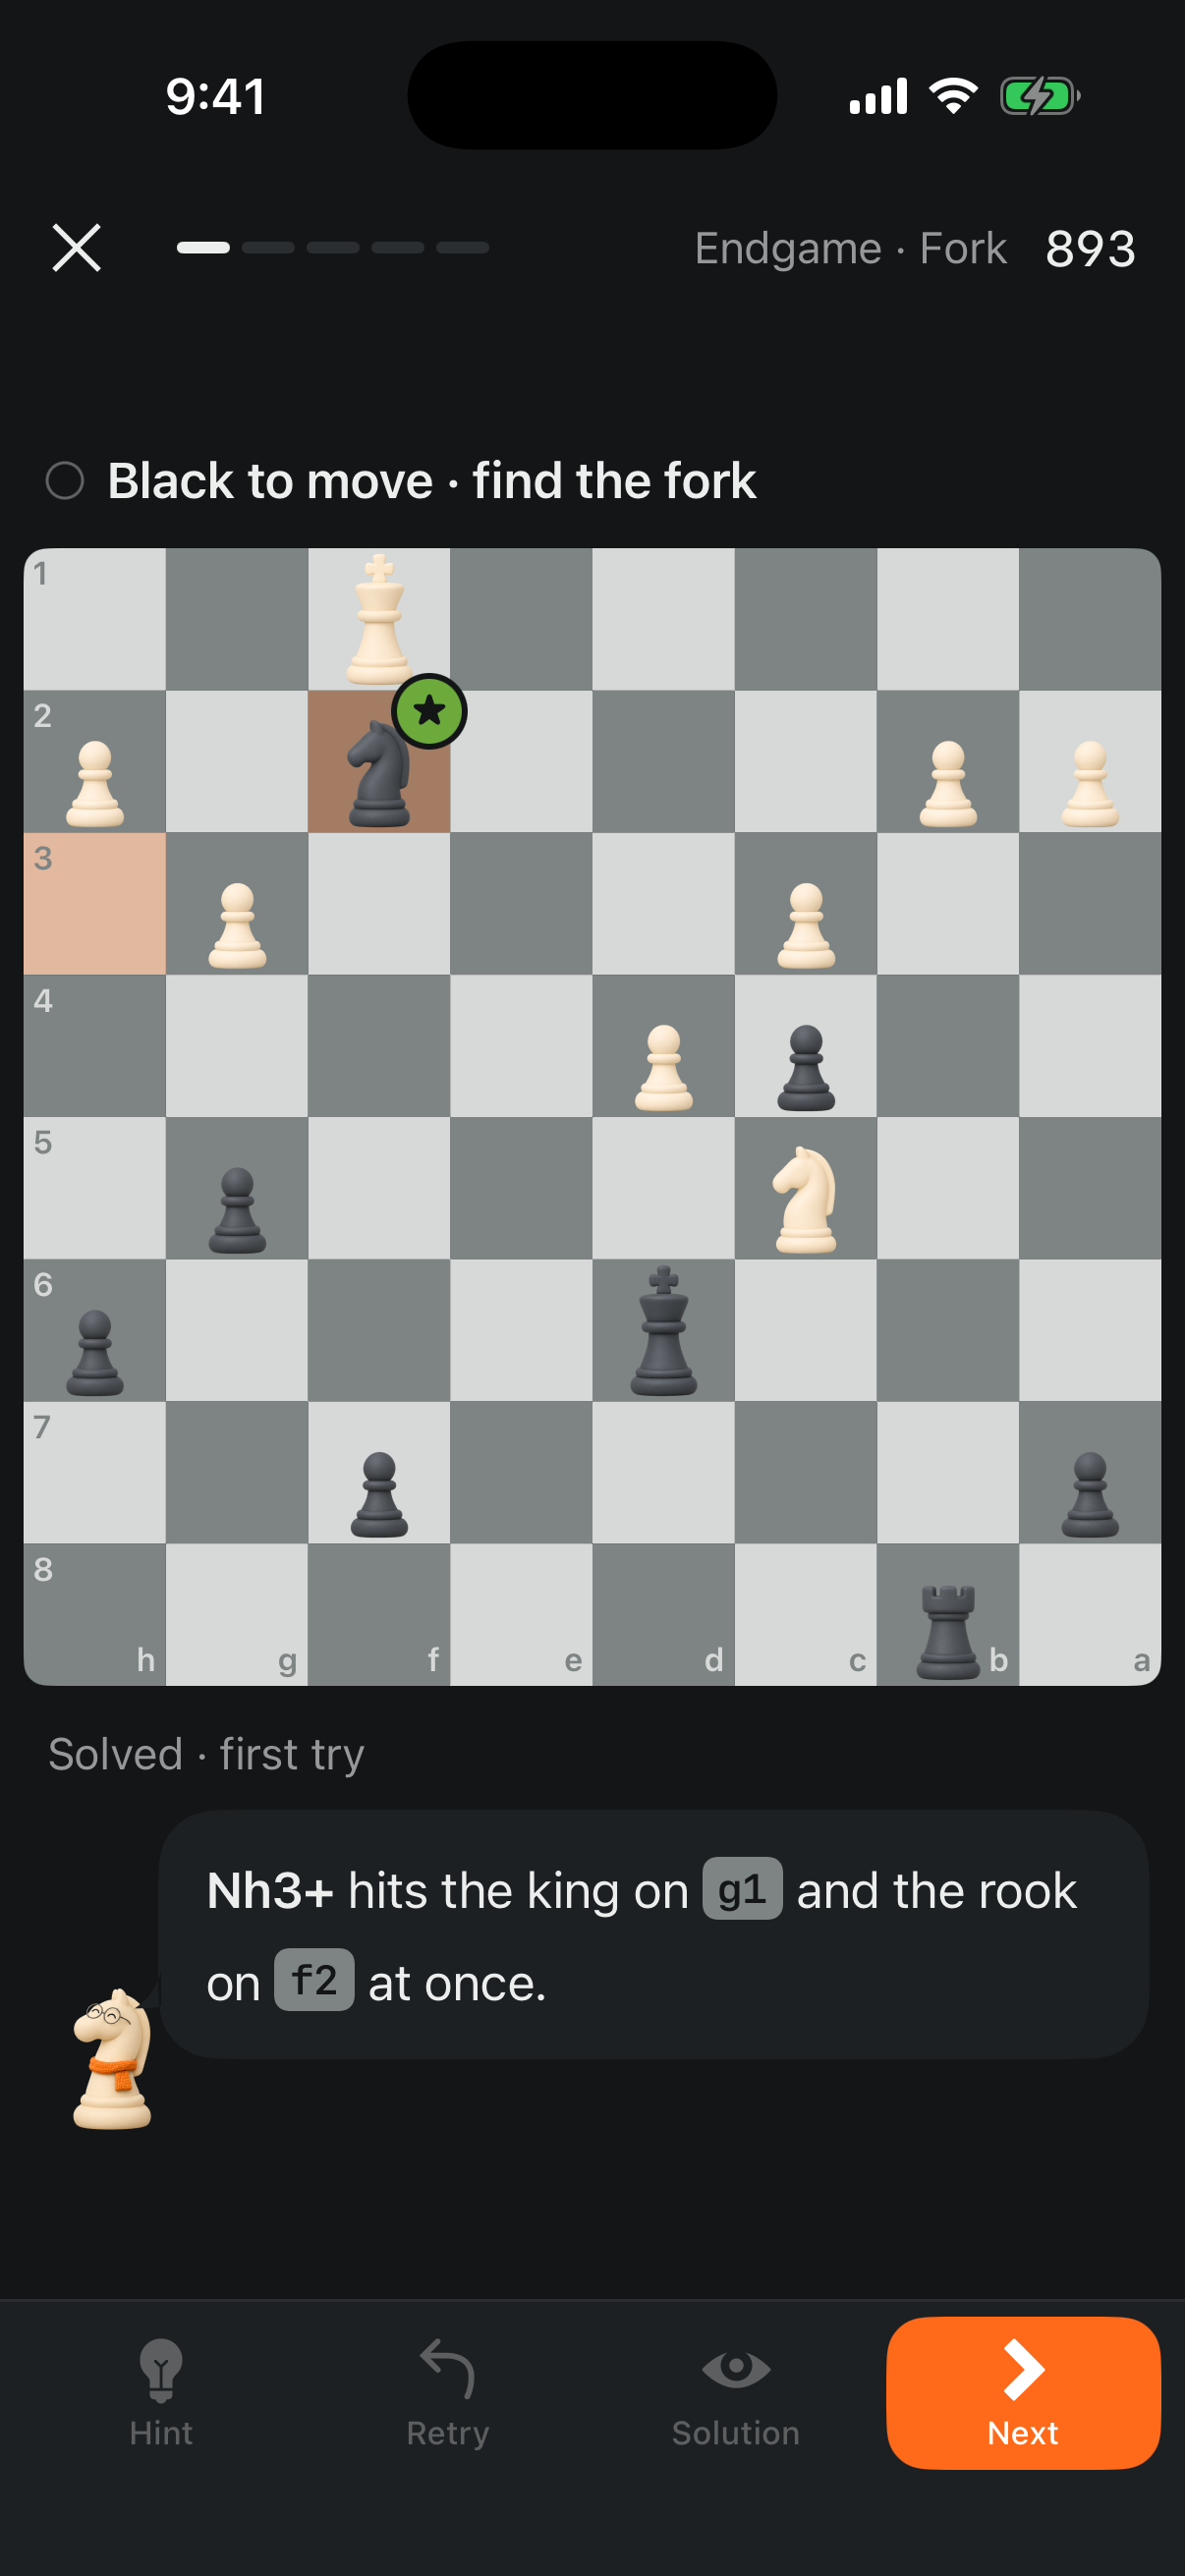 9:41
Endgame · Fork 893
Black to move · find the fork
1
2
3
4
5
6
7
8
h g f e d c b a
Solved · first try
Nh3+ hits the king on g1 and the rook
on f2 at once.
Hint Retry Solution Next